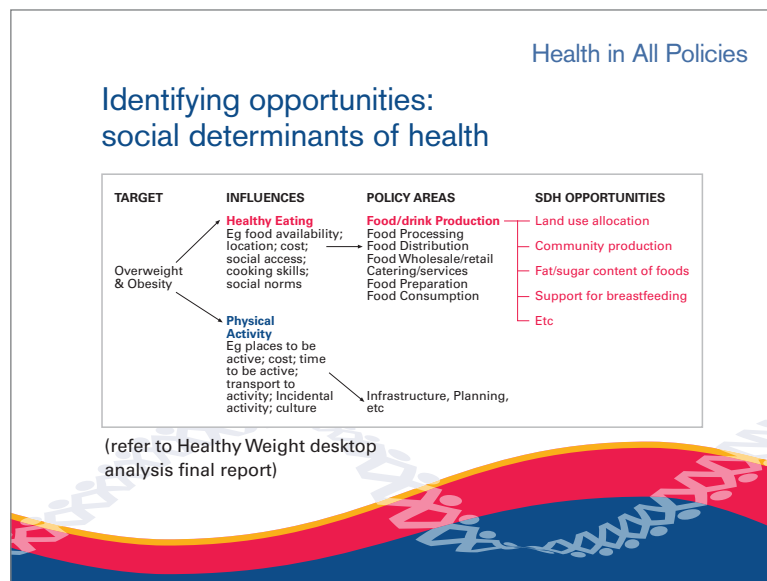 Health in All Policies
Identifying opportunities:
social determinants of health
TARGET
INFLUENCES
POLICY AREAS
SDH OPPORTUNITIES
Overweight
& Obesity
Healthy Eating
Eg food availability;
location; cost;
social access;
cooking skills;
social norms
Physical
Activity
Eg places to be
active; cost; time
to be active;
transport to
activity; Incidental
activity; culture
Food/drink Production
Food Processing
Food Distribution
Food Wholesale/retail
Catering/services
Food Preparation
Food Consumption
Infrastructure, Planning,
etc
Land use allocation
Community production
Fat/sugar content of foods
Support for breastfeeding
Etc
(refer to Healthy Weight desktop
analysis final report)